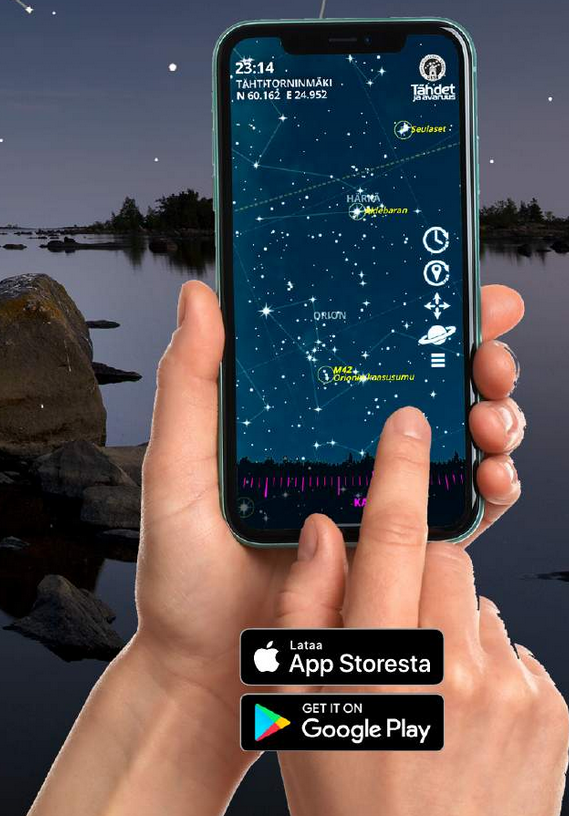 23:14
TÄHTITORNINMÄKI
N 60.162 E 24.952
Tähdet
ja avaruus
Seulaset
HÄRKÄ
Aldebaran
ORION
M42
Orionin kaasusumu
Lataa
App Storesta
GET IT ON
Google Play